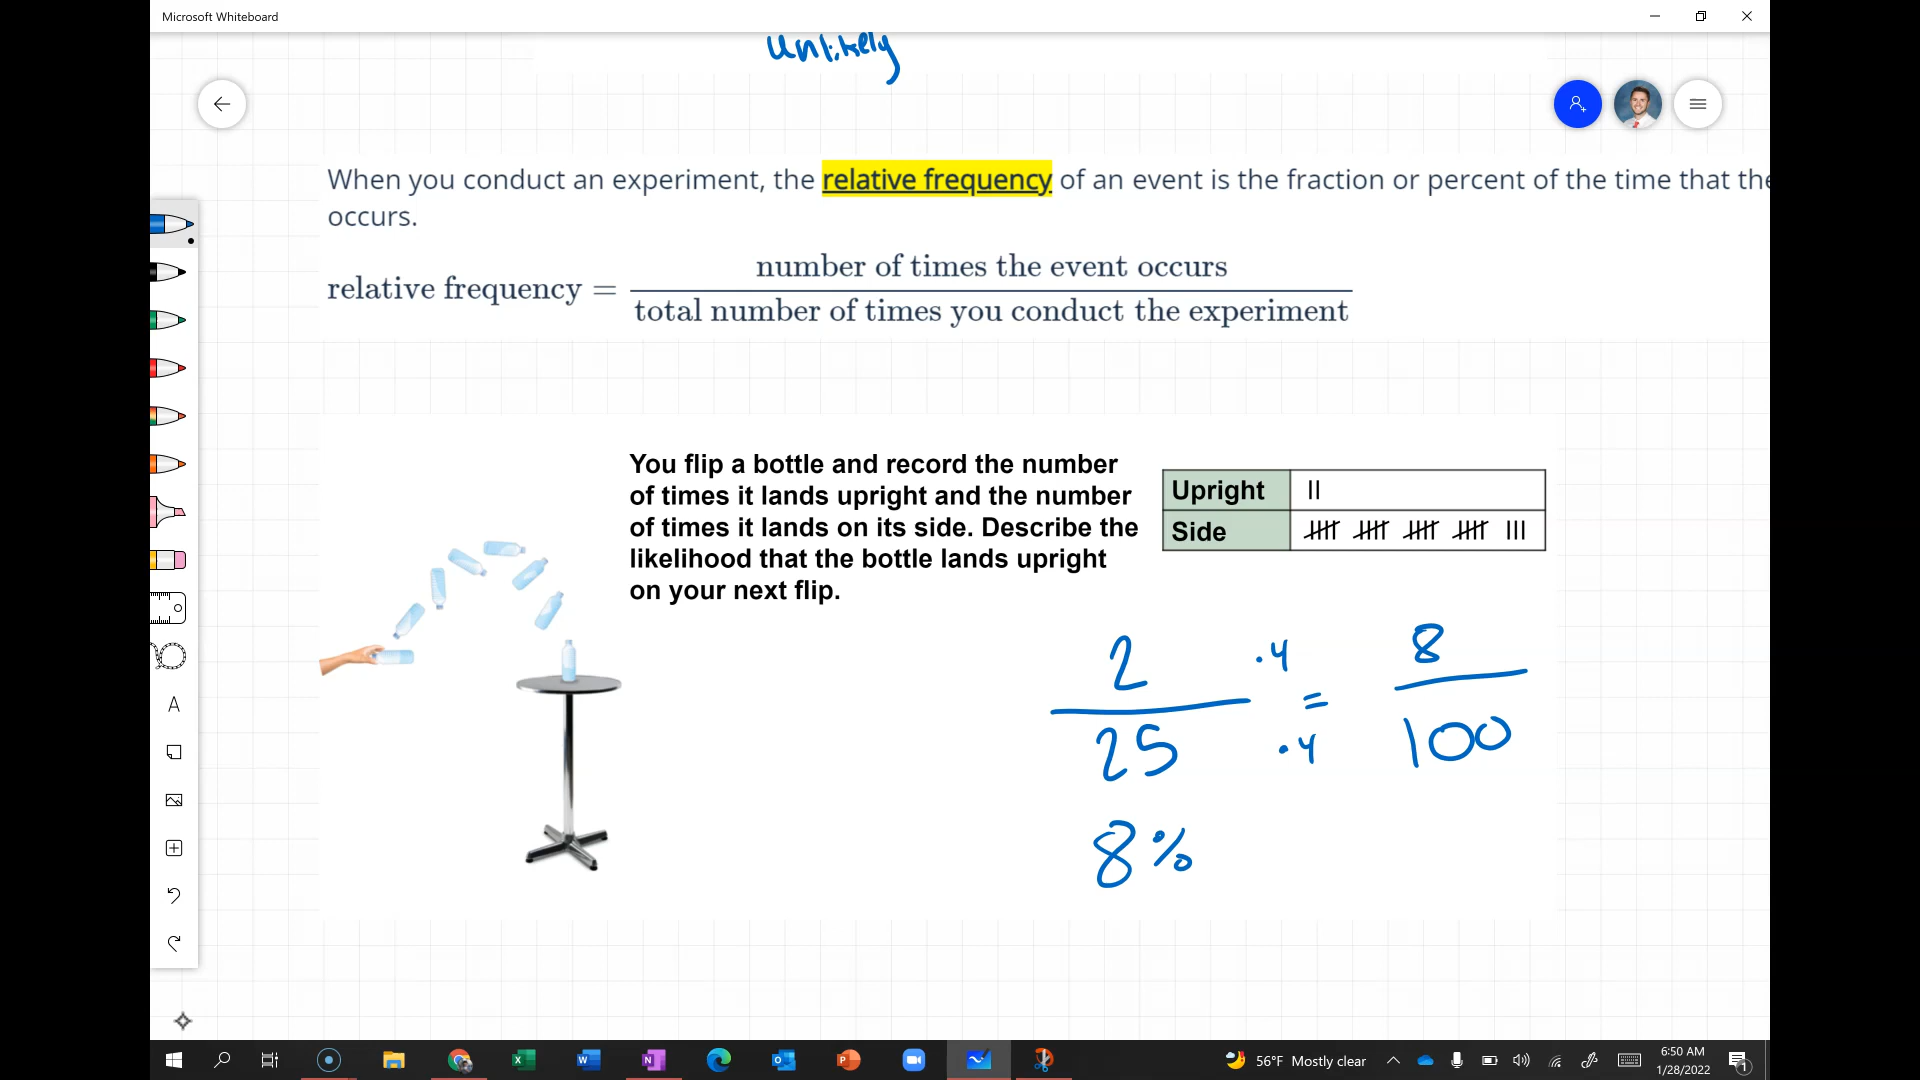 Microsoft Whiteboard
unlikely
When you conduct an experiment, the relative frequency of an event is the fraction or percent of the time that the
occurs.
relative frequency = number of times the event occurs
total number of times you conduct the experiment
You flip a bottle and record the number
of times it lands upright and the number
of times it lands on its side. Describe the
likelihood that the bottle lands upright
on your next flip.
Upright ||
Side |||| |||| |||| |||| |||
2 .4 = 8
25 .4 100
8%
A
56°F Mostly clear
6:50 AM
1/28/2022
1